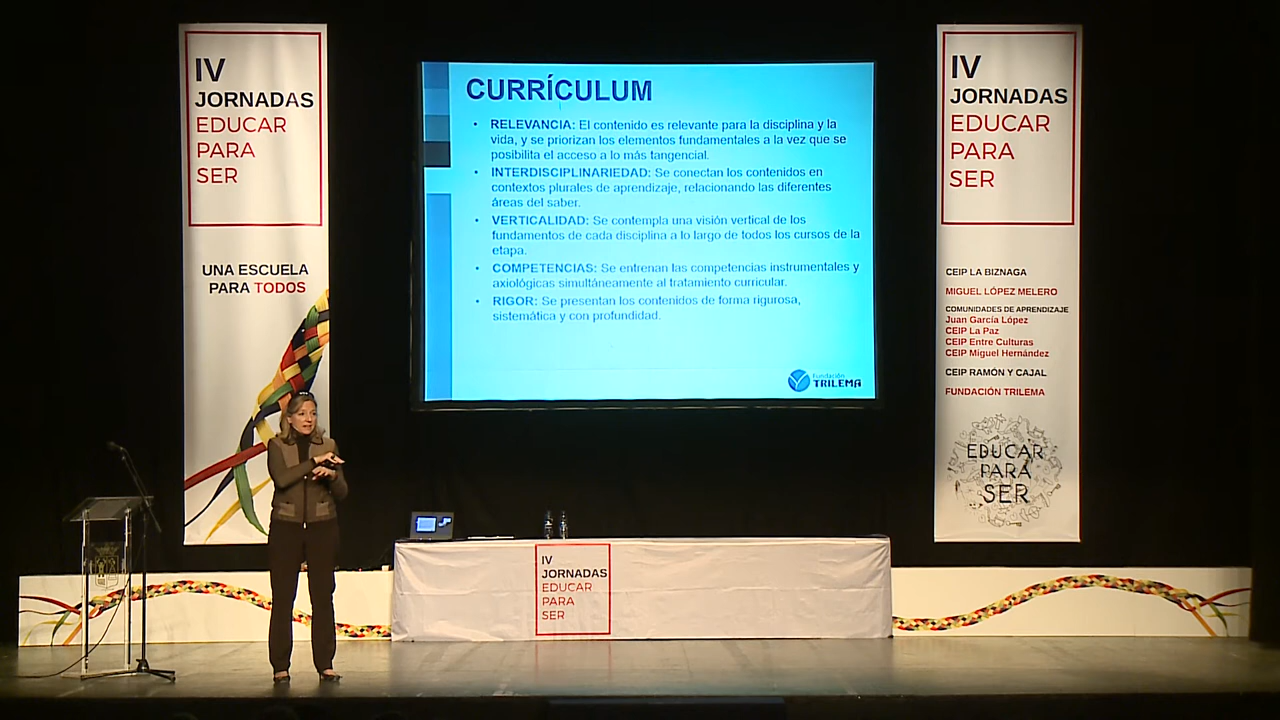 IV
JORNADAS
EDUCAR
PARA
SER
UNA ESCUELA
PARA TODOS
CURRÍCULUM
• RELEVANCIA: El contenido es relevante para la disciplina y la
vida, y se priorizan los elementos fundamentales a la vez que se
posibilita el acceso a lo más tangencial.
• INTERDISCIPLINARIEDAD: Se conectan los contenidos en
contextos plurales de aprendizaje, relacionando las diferentes
áreas del saber.
• VERTICALIDAD: Se contempla una visión vertical de los
fundamentos de cada disciplina a lo largo de todos los cursos de la
etapa.
• COMPETENCIAS: Se entrenan las competencias instrumentales y
axiológicas simultáneamente al tratamiento curricular.
• RIGOR: Se presentan los contenidos de forma rigurosa,
sistemática y con profundidad.
Fundación
TRILEMA
IV
JORNADAS
EDUCAR
PARA
SER
CEIP LA BIZNAGA
MIGUEL LÓPEZ MELERO
COMUNIDADES DE APRENDIZAJE
Juan García López
CEIP La Paz
CEIP Entre Culturas
CEIP Miguel Hernández
CEIP RAMÓN Y CAJAL
FUNDACIÓN TRILEMA
EDUCAR
PARA
SER
IV
JORNADAS
EDUCAR
PARA
SER